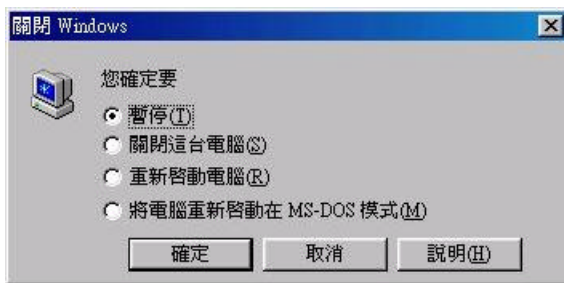 關閉 Windows
您確定要
暫停(T)
關閉這台電腦(S)
重新啓動電腦(R)
將電腦重新啓動在 MS-DOS 模式(M)
確定 取消 說明(H)